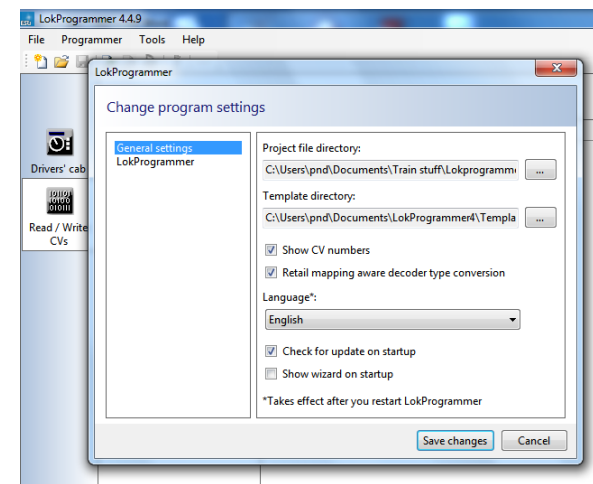 LokProgrammer 4.4.9
File Programmer Tools Help
LokProgrammer
Change program settings
General settings
LokProgrammer
Project file directory:
C:\Users\pnd\Documents\Train stuff\Lokprogramm
...
Template directory:
C:\Users\pnd\Documents\LokProgrammer4\Templa
...
Show CV numbers
Retail mapping aware decoder type conversion
Language*:
English
Check for update on startup
Show wizard on startup
*Takes effect after you restart LokProgrammer
Save changes Cancel
Drivers' cab
Read / Write
CVs